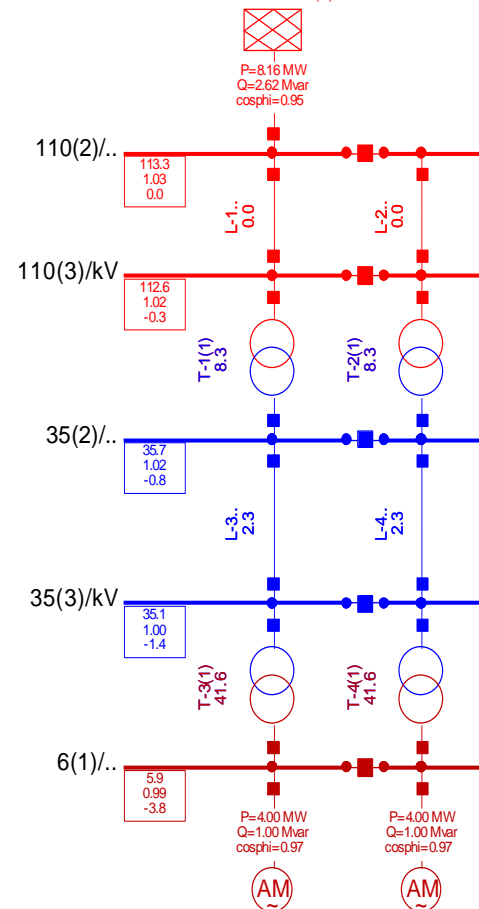 P=8.16 MW
Q=2.62 Mvar
cosphi=0.95
110(2)/..
113.3
1.03
0.0
L-1..
0.0
L-2..
0.0
110(3)/kV
112.6
1.02
-0.3
T-1(1)
8.3
T-2(1)
8.3
35(2)/..
35.7
1.02
-0.8
L-3..
2.3
L-4..
2.3
35(3)/kV
35.1
1.00
-1.4
T-3(1)
41.6
T-4(1)
41.6
6(1)/..
5.9
0.99
-3.8
P=4.00 MW
Q=1.00 Mvar
cosphi=0.97
P=4.00 MW
Q=1.00 Mvar
cosphi=0.97
AM
~
AM
~